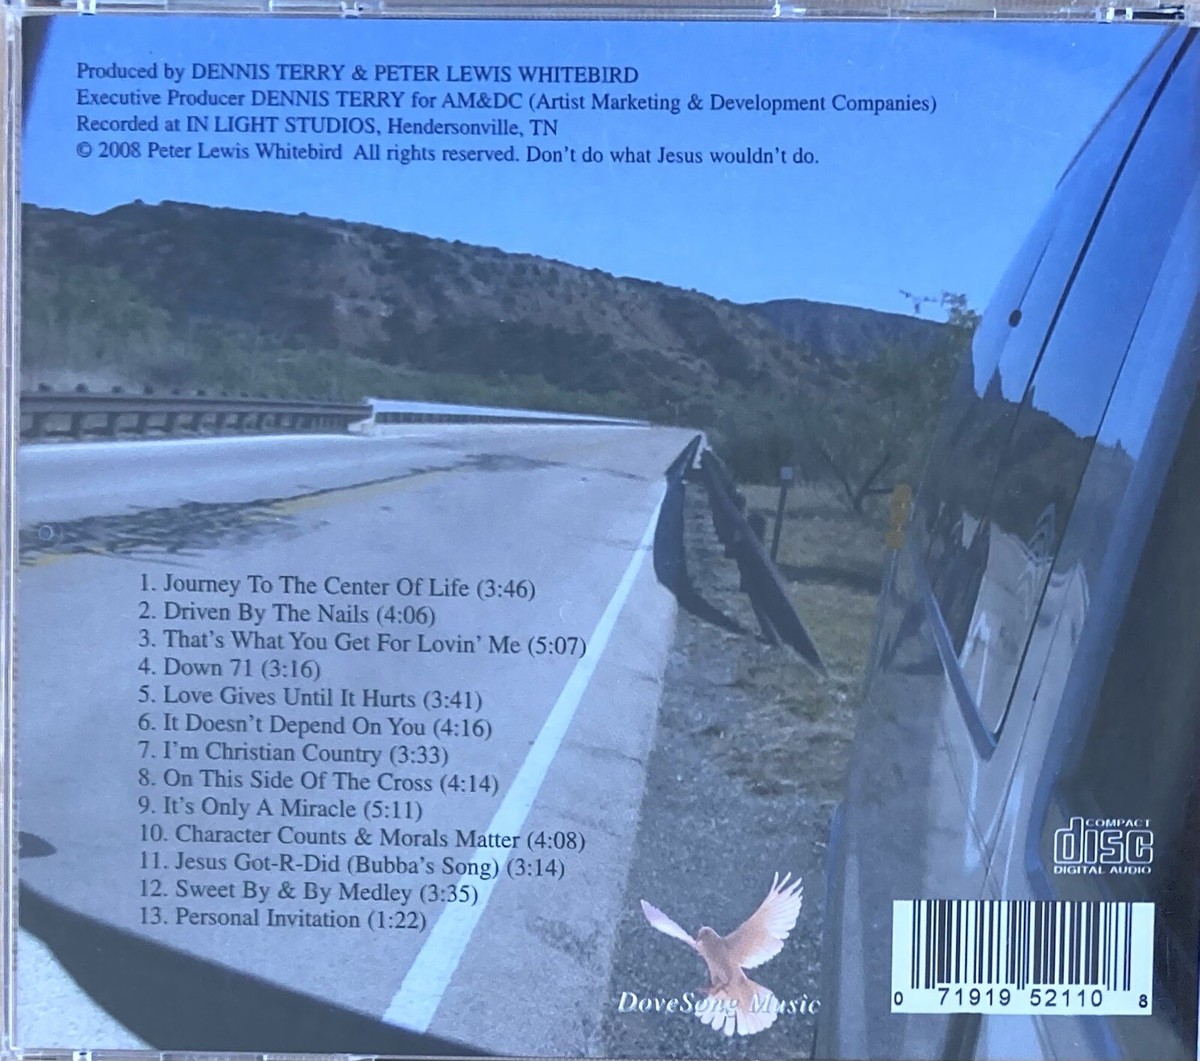 Produced by DENNIS TERRY & PETER LEWIS WHITEBIRD
Executive Producer DENNIS TERRY for AM&DC (Artist Marketing & Development Companies)
Recorded at IN LIGHT STUDIOS, Hendersonville, TN
© 2008 Peter Lewis Whitebird All rights reserved. Don't do what Jesus wouldn't do.
1. Journey To The Center Of Life (3:46)
2. Driven By The Nails (4:06)
3. That's What You Get For Lovin' Me (5:07)
4. Down 71 (3:16)
5. Love Gives Until It Hurts (3:41)
6. It Doesn't Depend On You (4:16)
7. I'm Christian Country (3:33)
8. On This Side Of The Cross (4:14)
9. It's Only A Miracle (5:11)
10. Character Counts & Morals Matter (4:08)
11. Jesus Got-R-Did (Bubba's Song) (3:14)
12. Sweet By & By Medley (3:35)
13. Personal Invitation (1:22)
COMPACT
disc
DIGITAL AUDIO
DoveSong Music
0 71919 52110 8